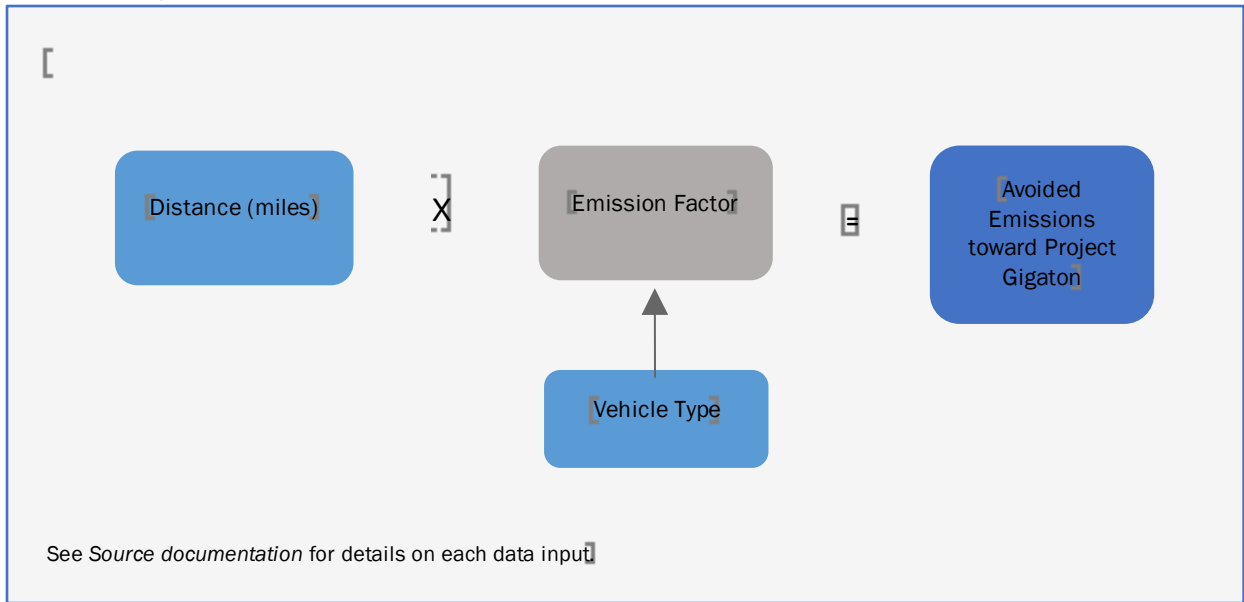 Distance (miles)
X
Emission Factor
=
Avoided
Emissions
toward Project
Gigaton
Vehicle Type
See Source documentation for details on each data input.